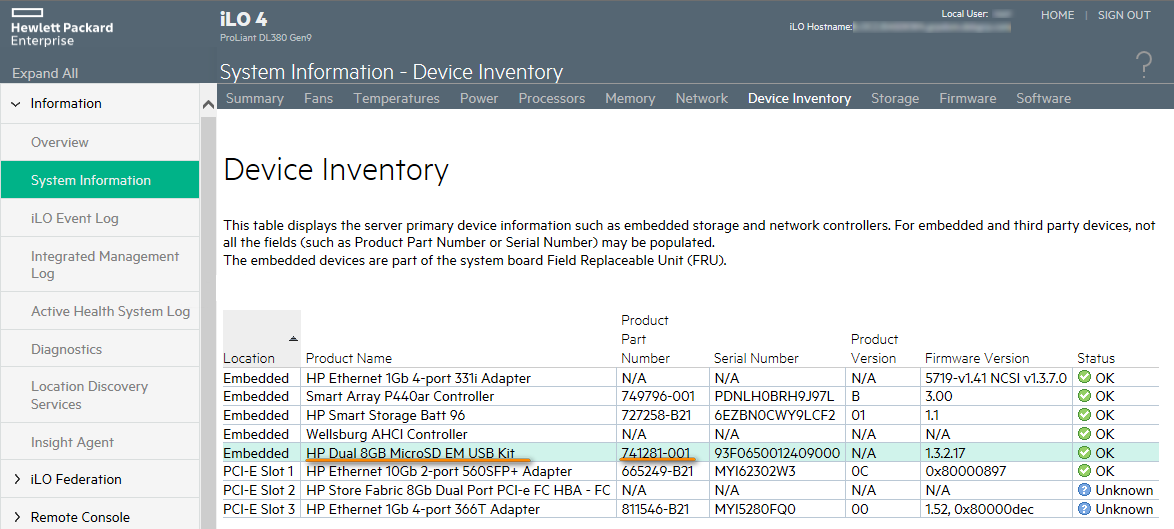 Hewlett Packard
Enterprise
iLO 4
ProLiant DL380 Gen9
Local User:
iLO Hostname:
HOME | SIGN OUT
Expand All
System Information - Device Inventory
?
Summary Fans Temperatures Power Processors Memory Network Device Inventory Storage Firmware Software
Information
Overview
System Information
iLO Event Log
Integrated Management
Log
Active Health System Log
Diagnostics
Location Discovery
Services
Insight Agent
iLO Federation
Remote Console
Device Inventory
This table displays the server primary device information such as embedded storage and network controllers. For embedded and third party devices, not
all the fields (such as Product Part Number or Serial Number) may be populated.
The embedded devices are part of the system board Field Replaceable Unit (FRU).
Location Product Name Product Part Number Serial Number Product Version Firmware Version Status
Embedded HP Ethernet 1Gb 4-port 331i Adapter N/A N/A N/A 5719-v1.41 NCSI v1.3.7.0 OK
Embedded Smart Array P440ar Controller 749796-001 PDNLH0BRH9J97L B 3.00 OK
Embedded HP Smart Storage Batt 96 727258-B21 6EZBN0CWY9LCF2 01 1.1 OK
Embedded Wellsburg AHCI Controller N/A N/A N/A N/A OK
Embedded HP Dual 8GB MicroSD EM USB Kit 741281-001 93F0650012409000 N/A 1.3.2.17 OK
PCI-E Slot 1 HP Ethernet 10Gb 2-port 560SFP+ Adapter 665249-B21 MYI62302W3 0C 0x80000897 OK
PCI-E Slot 2 HP Store Fabric 8Gb Dual Port PCI-e FC HBA - FC N/A N/A N/A N/A ? Unknown
PCI-E Slot 3 HP Ethernet 1Gb 4-port 366T Adapter 811546-B21 MYI5280FQ0 00 1.52, 0x80000dec ? Unknown